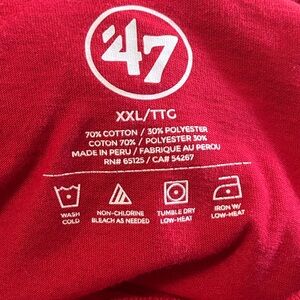 '47
XXL/TTG
70% COTTON / 30% POLYESTER
COTON 70% / POLYESTER 30%
MADE IN PERU / FABRIQUE AU PEROU
RN# 65125 / CA# 54267
WASH COLD
NON-CHLORINE BLEACH AS NEEDED
TUMBLE DRY LOW-HEAT
IRON W/ LOW-HEAT